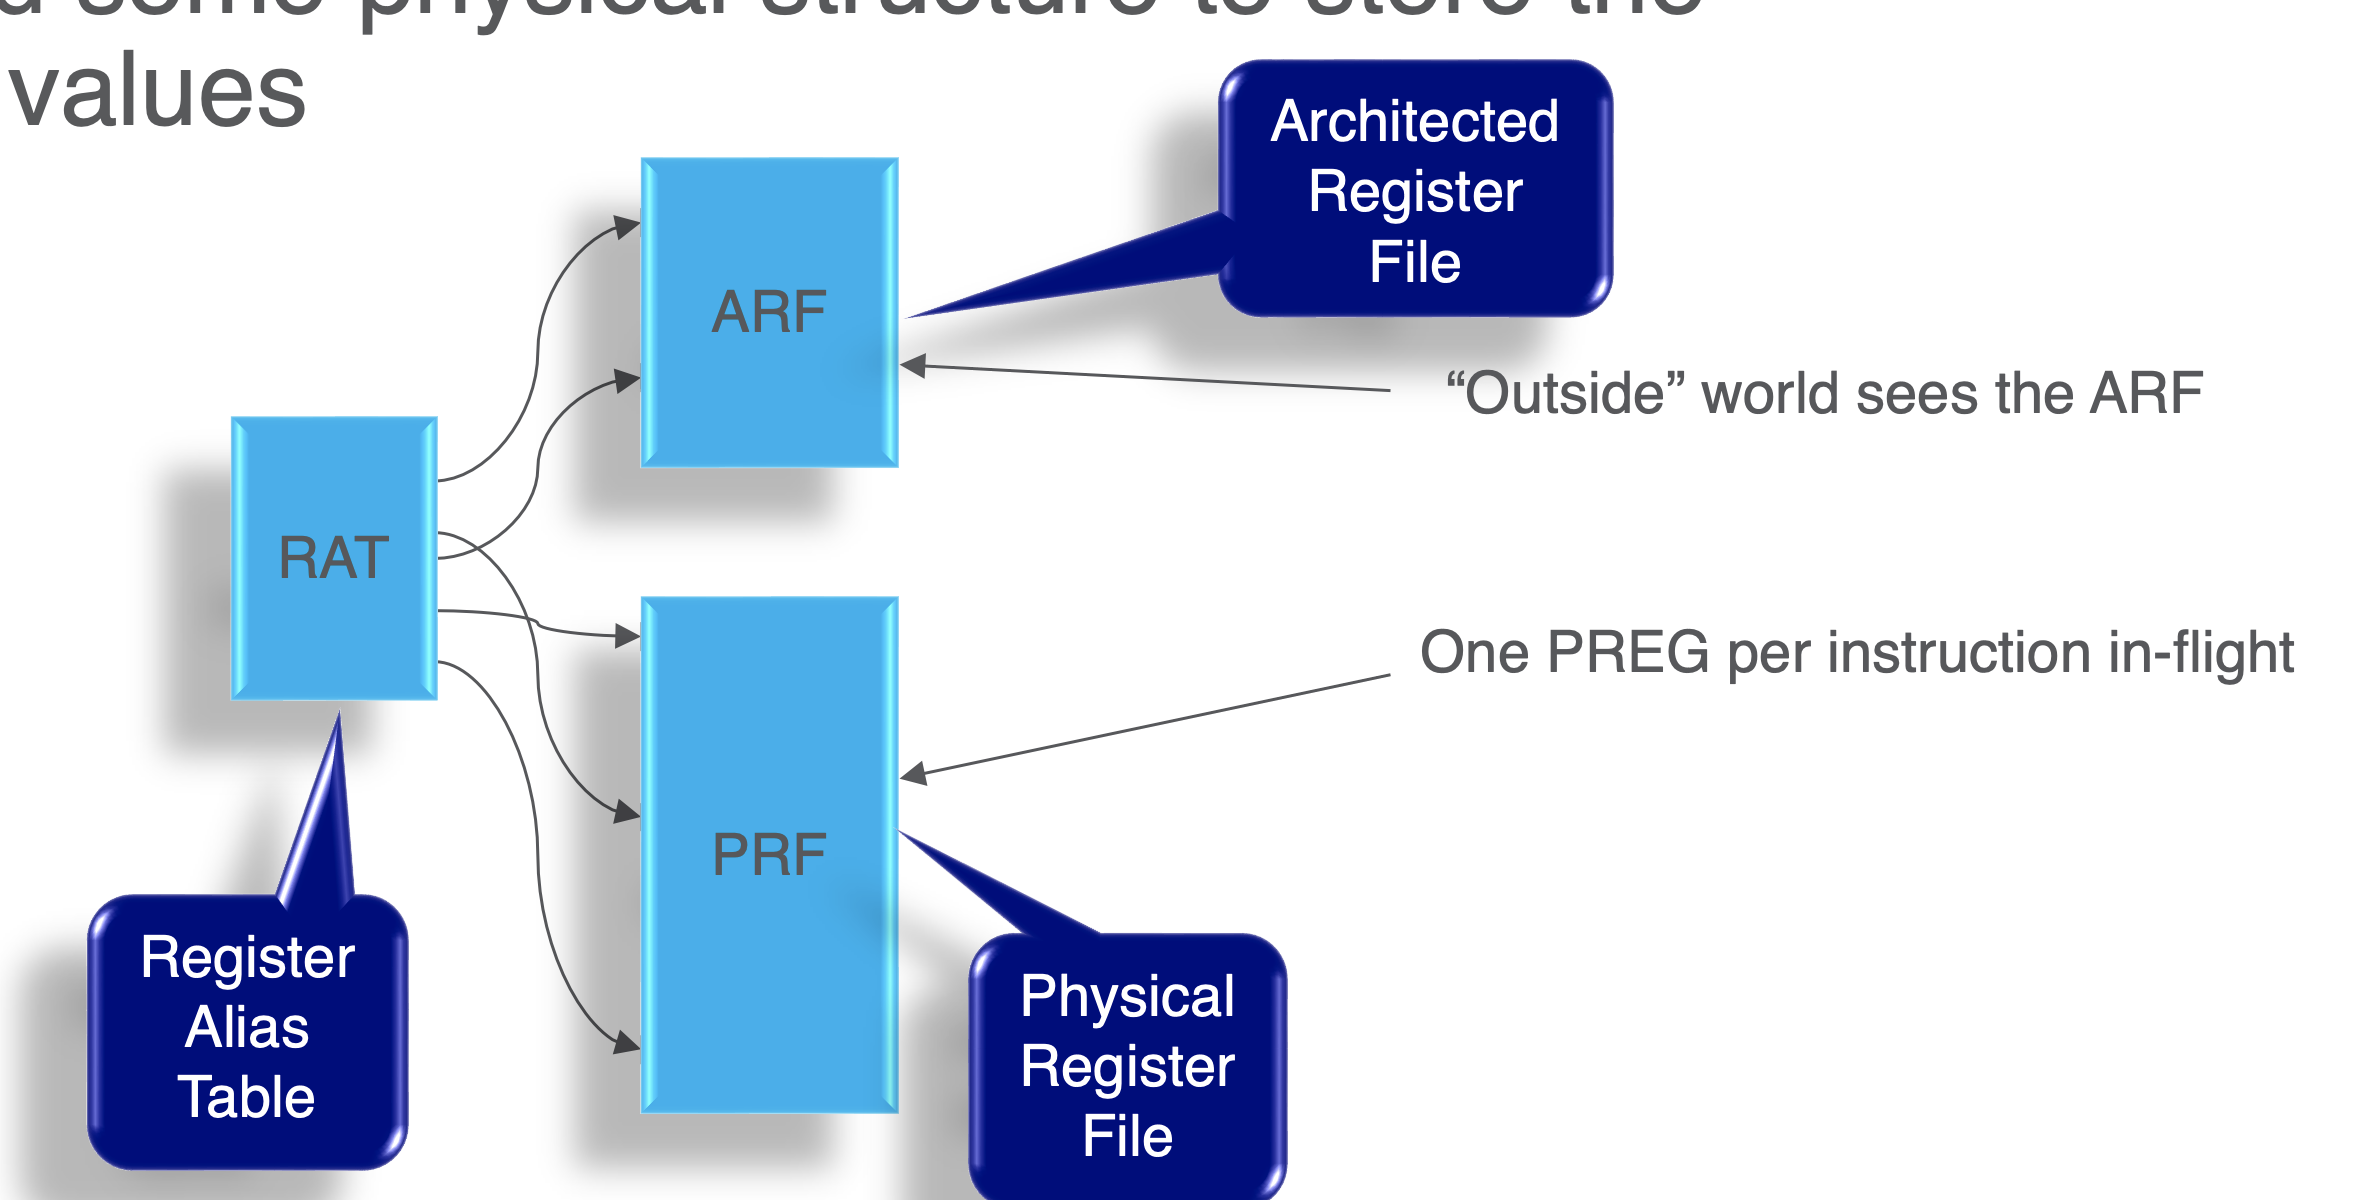 some physical structure to store the
values
Architected
Register
File
ARF
“Outside” world sees the ARF
RAT
One PREG per instruction in-flight
PRF
Register
Alias
Table
Physical
Register
File